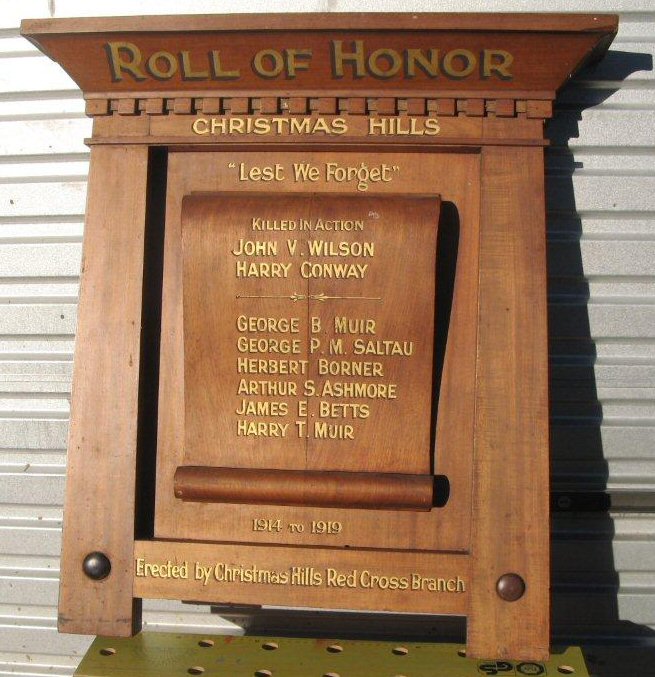 ROLL OF HONOR
CHRISTMAS HILLS
"Lest We Forget"
KILLED IN ACTION
JOHN V. WILSON
HARRY CONWAY
GEORGE B. MUIR
GEORGE P. M. SALTAU
HERBERT BORNER
ARTHUR S. ASHMORE
JAMES E. BETTS
HARRY T. MUIR
1914 TO 1919
Erected by Christmas Hills Red Cross Branch